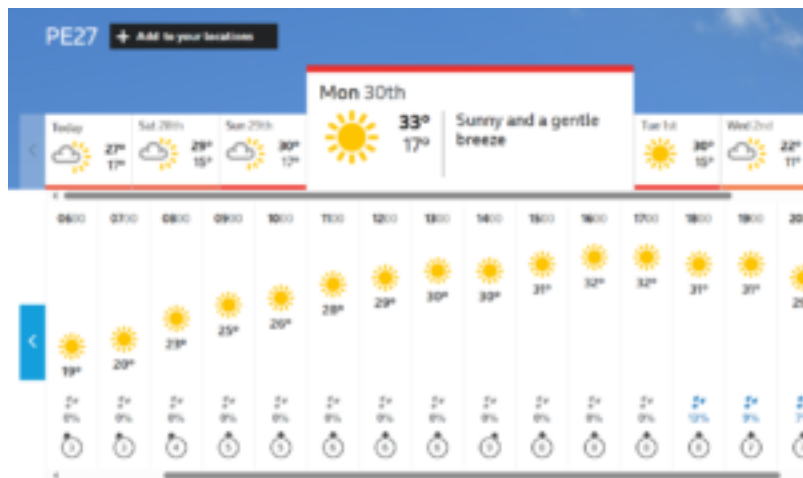 PE27
+ Add to your locations
Mon 30th
33°
17°
Sunny and a gentle
breeze
Today
27°
17°
Sat 28th
29°
15°
Sun 29th
30°
17°
Tue 1st
30°
15°
Wed 2nd
22°
11°
0600 0700 0800 0900 1000 1100 1200 1300 1400 1500 1600 1700 1800 1900 20
19° 20° 23° 25° 26° 28° 29° 30° 30° 31° 32° 32° 31° 31°
0% 0% 0% 0% 0% 0% 0% 0% 0% 0% 0% 0% 13% 9%